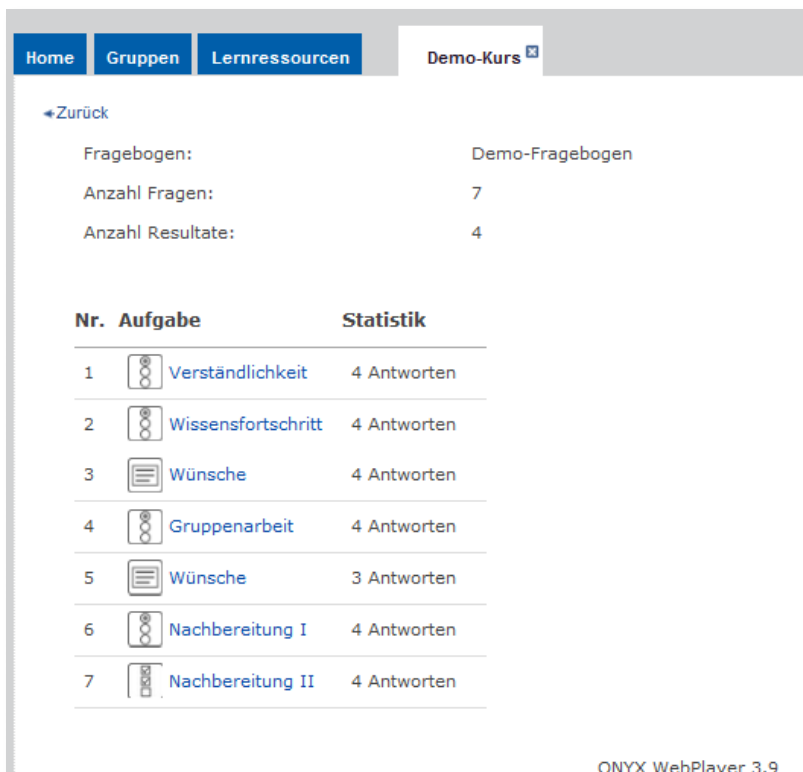 Home Gruppen Lernressourcen Demo-Kurs
Zurück
Fragebogen: Demo-Fragebogen
Anzahl Fragen: 7
Anzahl Resultate: 4
Nr. Aufgabe Statistik
1 Verständlichkeit 4 Antworten
2 Wissensfortschritt 4 Antworten
3 Wünsche 4 Antworten
4 Gruppenarbeit 4 Antworten
5 Wünsche 3 Antworten
6 Nachbereitung I 4 Antworten
7 Nachbereitung II 4 Antworten
ONYX WebPlayer 3.9